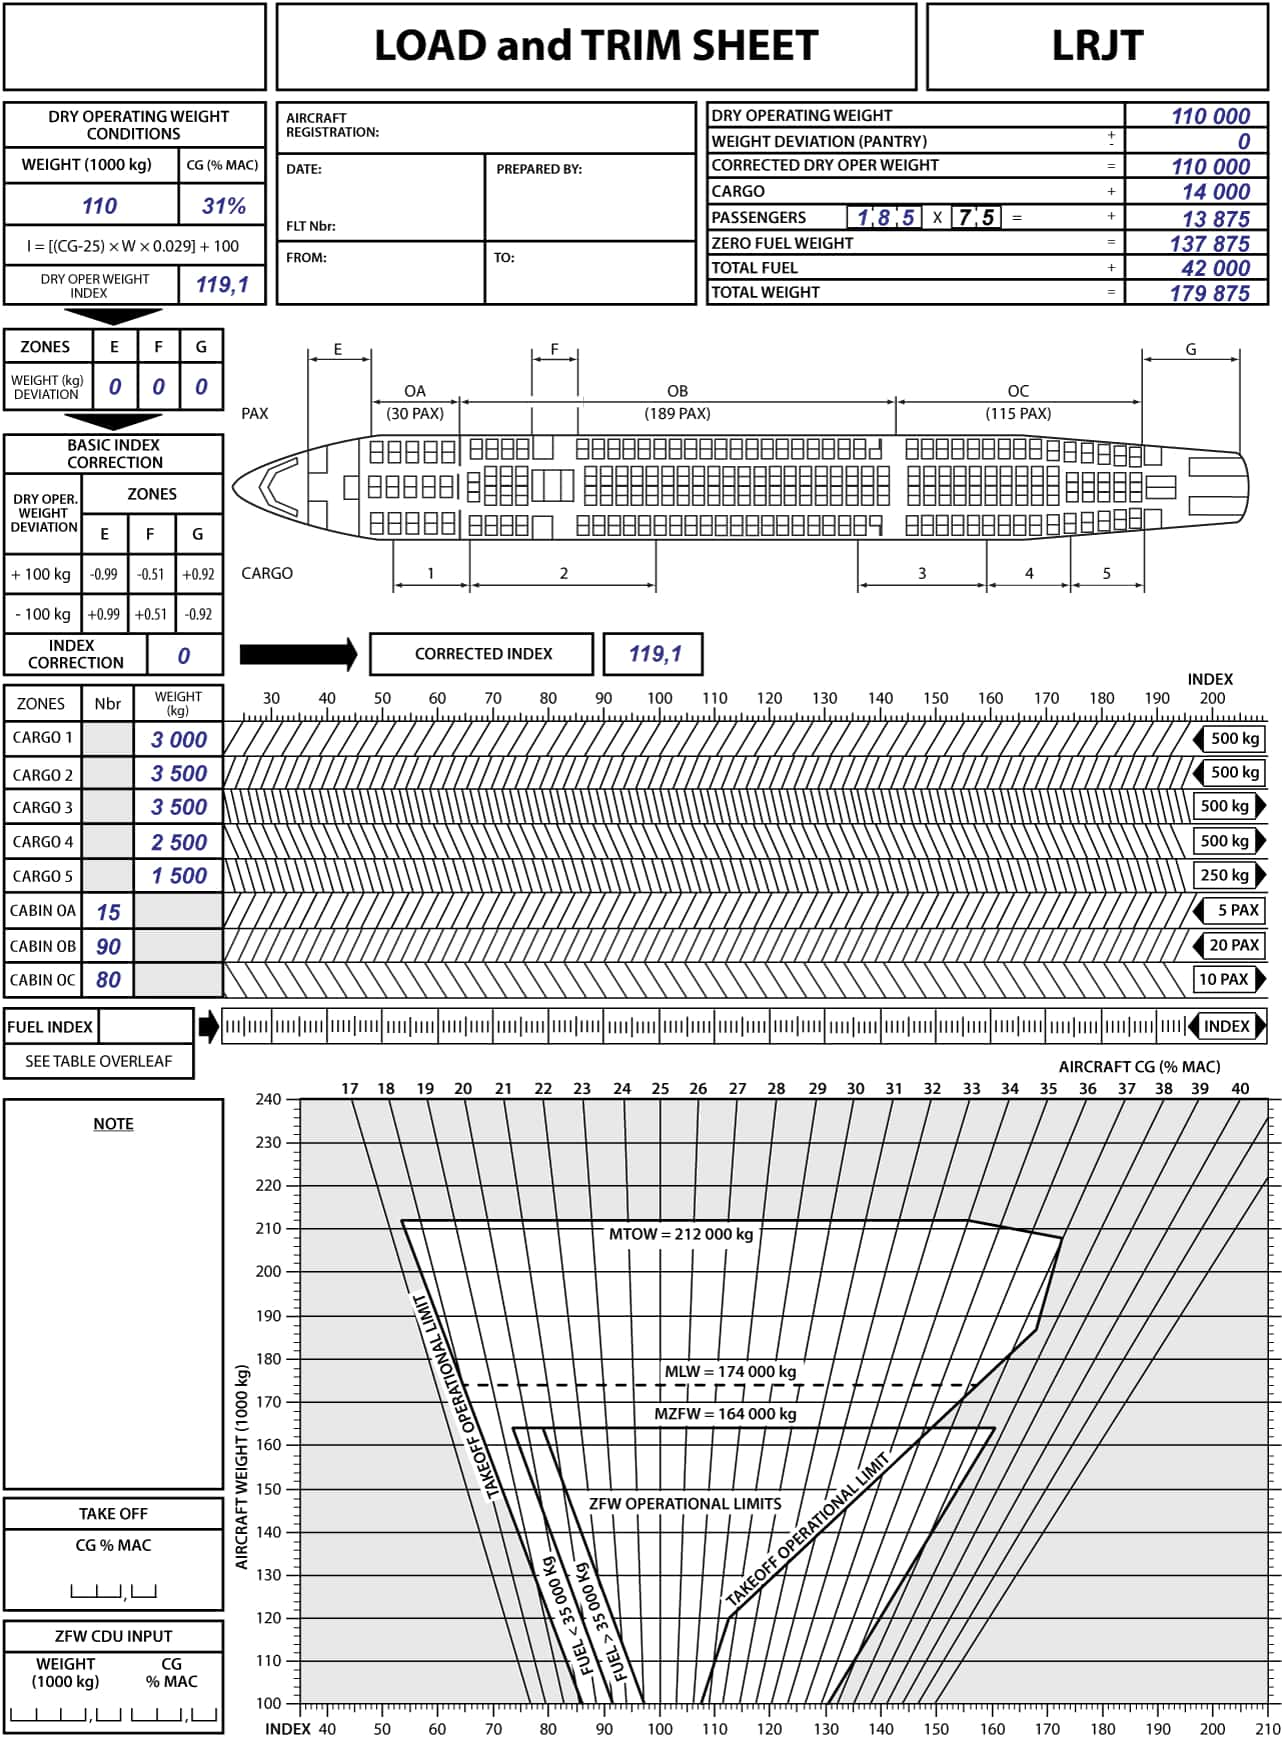 LOAD and TRIM SHEET
LRJT
DRY OPERATING WEIGHT
CONDITIONS
WEIGHT (1000 kg) CG (% MAC)
110 31%
I = [(CG-25) × W × 0.029] + 100
DRY OPER WEIGHT
INDEX
119,1
AIRCRAFT
REGISTRATION:
DATE:
PREPARED BY:
FLT Nbr:
FROM:
TO:
DRY OPERATING WEIGHT 110 000
WEIGHT DEVIATION (PANTRY) + - 0
CORRECTED DRY OPER WEIGHT = 110 000
CARGO + 14 000
PASSENGERS 1 8 5 X 7 5 = + 13 875
ZERO FUEL WEIGHT = 137 875
TOTAL FUEL + 42 000
TOTAL WEIGHT = 179 875
ZONES E F G
WEIGHT (kg)
DEVIATION
0 0 0
BASIC INDEX
CORRECTION
DRY OPER.
WEIGHT
DEVIATION
ZONES
E F G
+ 100 kg -0.99 -0.51 +0.92
- 100 kg +0.99 +0.51 -0.92
INDEX
CORRECTION
0
E F G
OA OB OC
PAX (30 PAX) (189 PAX) (115 PAX)
CARGO 1 2 3 4 5
CORRECTED INDEX 119,1
INDEX
ZONES Nbr WEIGHT
(kg)
30 40 50 60 70 80 90 100 110 120 130 140 150 160 170 180 190 200
CARGO 1 3 000 500 kg
CARGO 2 3 500 500 kg
CARGO 3 3 500 500 kg
CARGO 4 2 500 500 kg
CARGO 5 1 500 250 kg
CABIN OA 15 5 PAX
CABIN OB 90 20 PAX
CABIN OC 80 10 PAX
FUEL INDEX INDEX
SEE TABLE OVERLEAF
AIRCRAFT CG (% MAC)
17 18 19 20 21 22 23 24 25 26 27 28 29 30 31 32 33 34 35 36 37 38 39 40
NOTE
TAKE OFF
CG % MAC
,
ZFW CDU INPUT
WEIGHT
(1000 kg)
CG
% MAC
, ,
AIRCRAFT WEIGHT (1000 kg)
240
230
220
210
200
190
180
170
160
150
140
130
120
110
100
MTOW = 212 000 kg
MLW = 174 000 kg
MZFW = 164 000 kg
ZFW OPERATIONAL LIMITS
TAKEOFF OPERATIONAL LIMIT
TAKEOFF OPERATIONAL LIMIT
FUEL < 35 000 Kg
FUEL > 35 000 Kg
INDEX 40 50 60 70 80 90 100 110 120 130 140 150 160 170 180 190 200 210